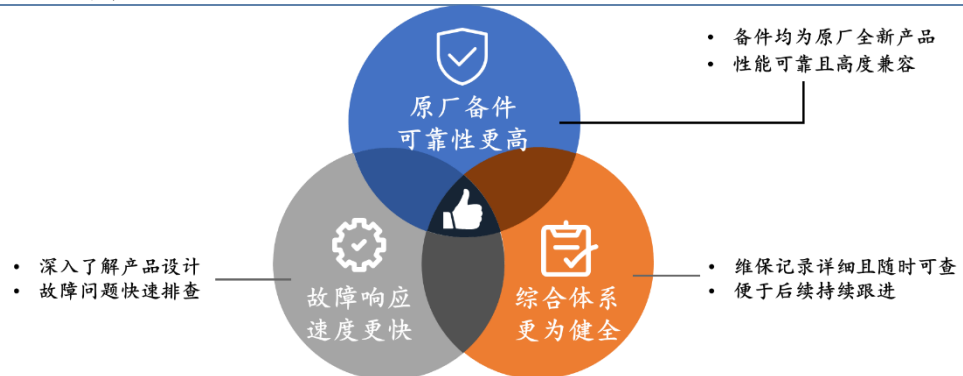 • 备件均为原厂全新产品
• 性能可靠且高度兼容
原厂备件
可靠性更高
• 深入了解产品设计
• 故障问题快速排查
故障响应
速度更快
综合体系
更为健全
• 维保记录详细且随时可查
• 便于后续持续跟进